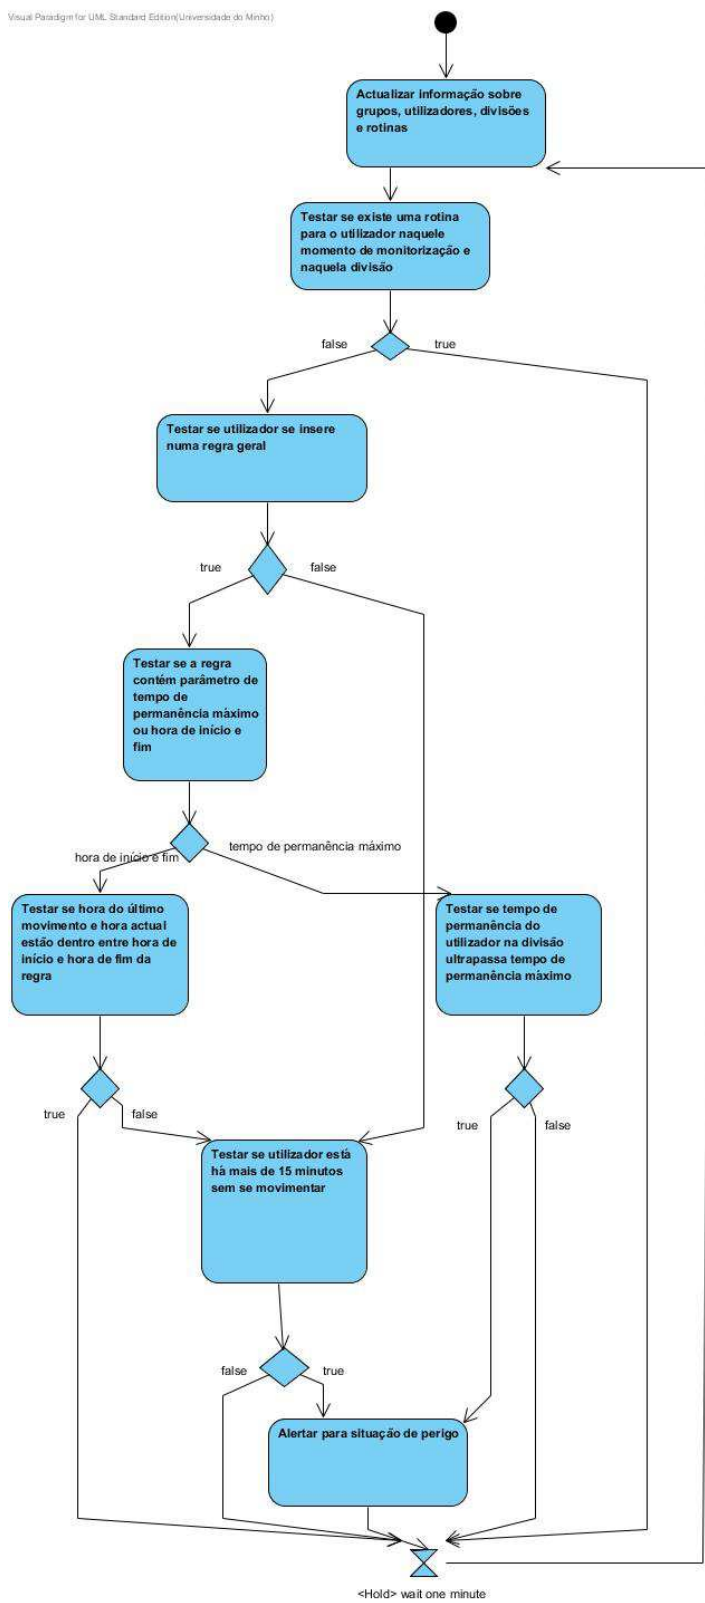 Visual Paradigm for UML Standard Edition(Universidade do Minho)
Actualizar informação sobre
grupos, utilizadores, divisões
e rotinas
Testar se existe uma rotina
para o utilizador naquele
momento de monitorização e
naquela divisão
false
true
Testar se utilizador se insere
numa regra geral
true
false
Testar se a regra
contém parâmetro de
tempo de
permanência máximo
ou hora de início e
fim
hora de início e fim
tempo de permanência máximo
Testar se hora do último
movimento e hora actual
estão dentro entre hora de
início e hora de fim da
regra
Testar se tempo de
permanência do
utilizador na divisão
ultrapassa tempo de
permanência máximo
true
false
true
false
Testar se utilizador está
há mais de 15 minutos
sem se movimentar
false
true
Alertar para situação de perigo
<Hold> wait one minute